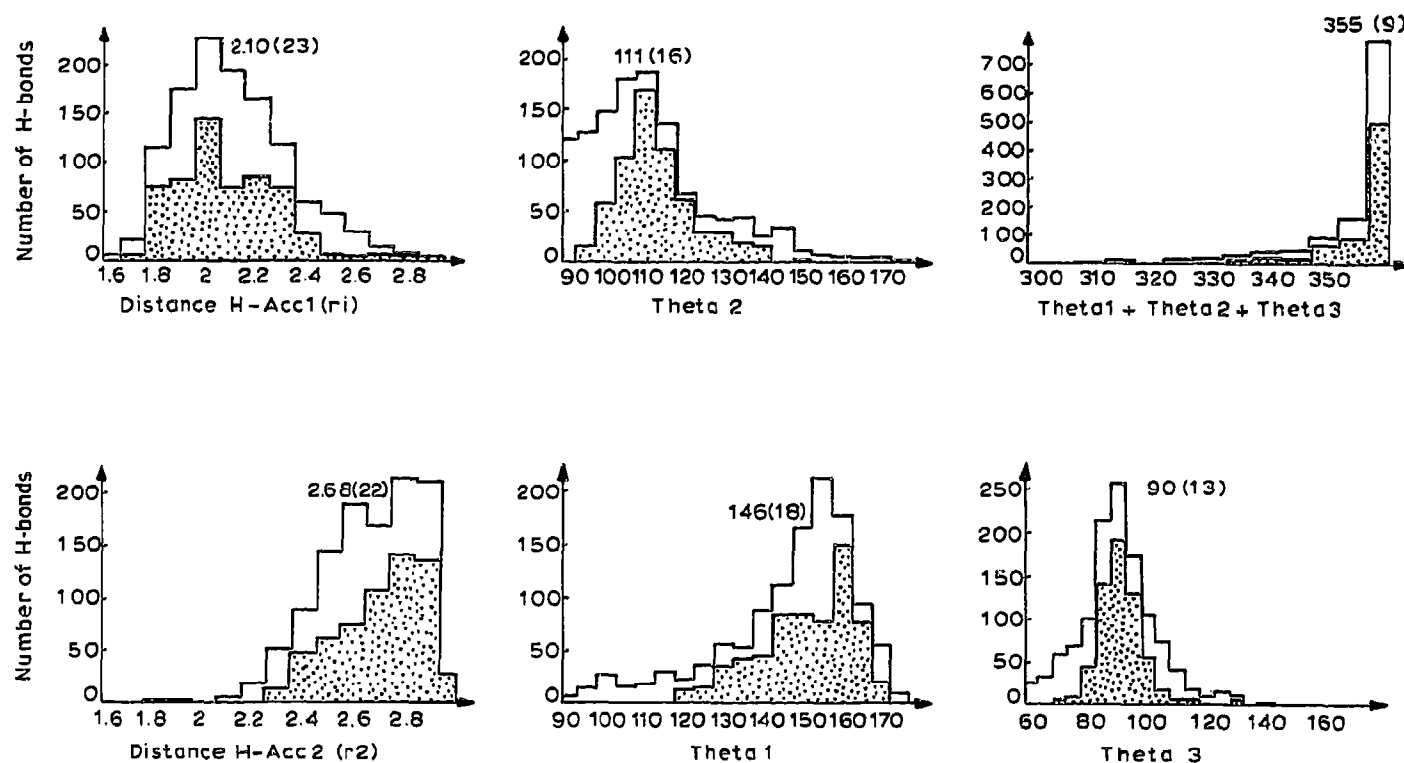 Number of H-bonds
200
150
100
50
0
2.10(23)
1.6 1.8 2 2.2 2.4 2.6 2.8
Distance H-Acc1(ri)
200
150
100
50
0
111(16)
90 100 110 120 130 140 150 160 170
Theta 2
355 (9)
700
600
500
400
300
200
100
0
300 310 320 330 340 350
Theta1 + Theta2 + Theta3
Number of H-bonds
200
150
100
50
0
2.68(22)
1.6 1.8 2 2.2 2.4 2.6 2.8
Distance H-Acc2 (r2)
200
150
100
50
0
146(18)
90 100 110 120 130 140 150 160 170
Theta 1
250
200
150
100
50
0
90(13)
60 80 100 120 140 160
Theta 3